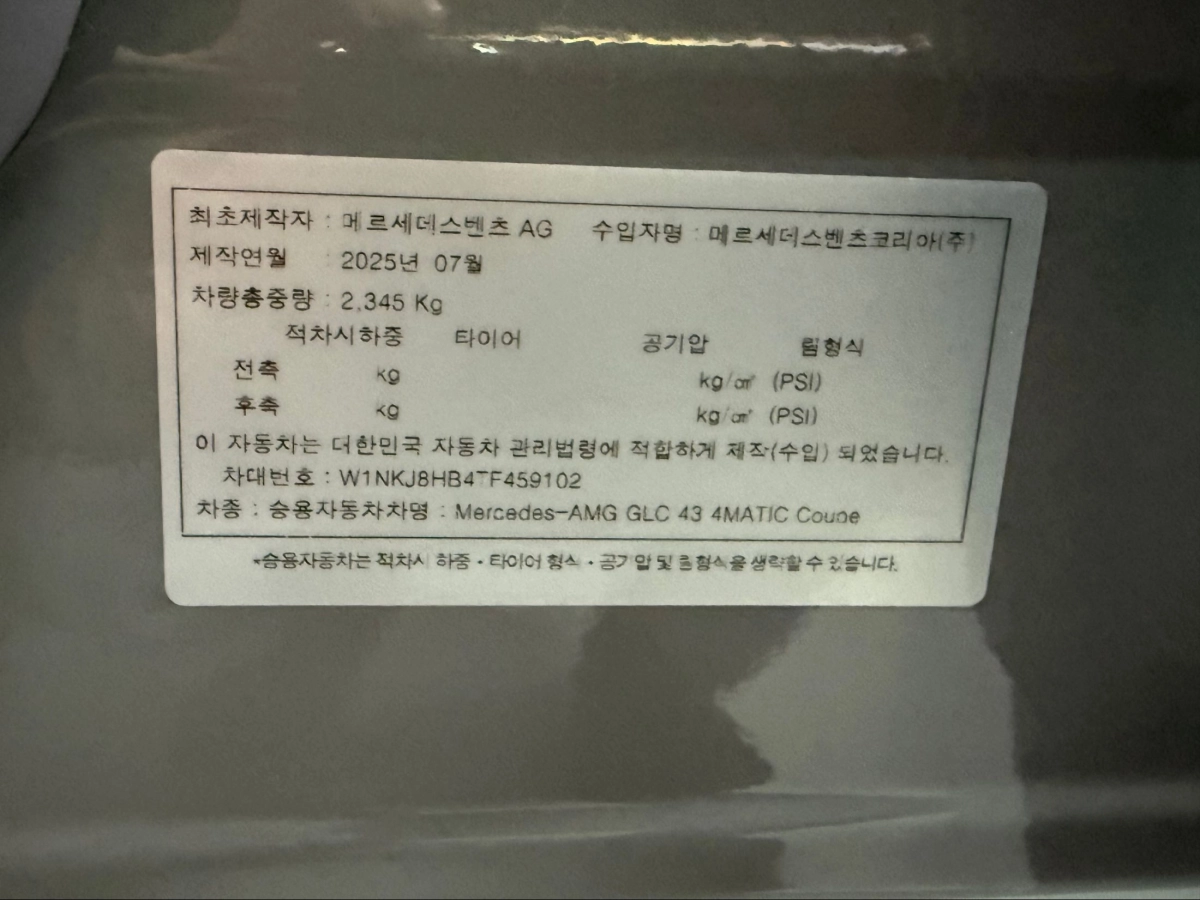 최초제작자 : 메르세데스벤츠 AG 수입자명 : 메르세데스벤츠코리아(주)
제작연월 : 2025년 07월
차량총중량 : 2,345 Kg
적차시하중 타이어 공기압 림형식
전축 kg kg/㎠ (PSI)
후축 kg kg/㎠ (PSI)
이 자동차는 대한민국 자동차 관리법령에 적합하게 제작(수입) 되었습니다.
차대번호 : W1NKJ8HB4TF459102
차종 : 승용자동차차명 : Mercedes-AMG GLC 43 4MATIC Coupe
*승용자동차는 적차시 하중·타이어 형식·공기압 및 림형식을 생략할 수 있습니다.